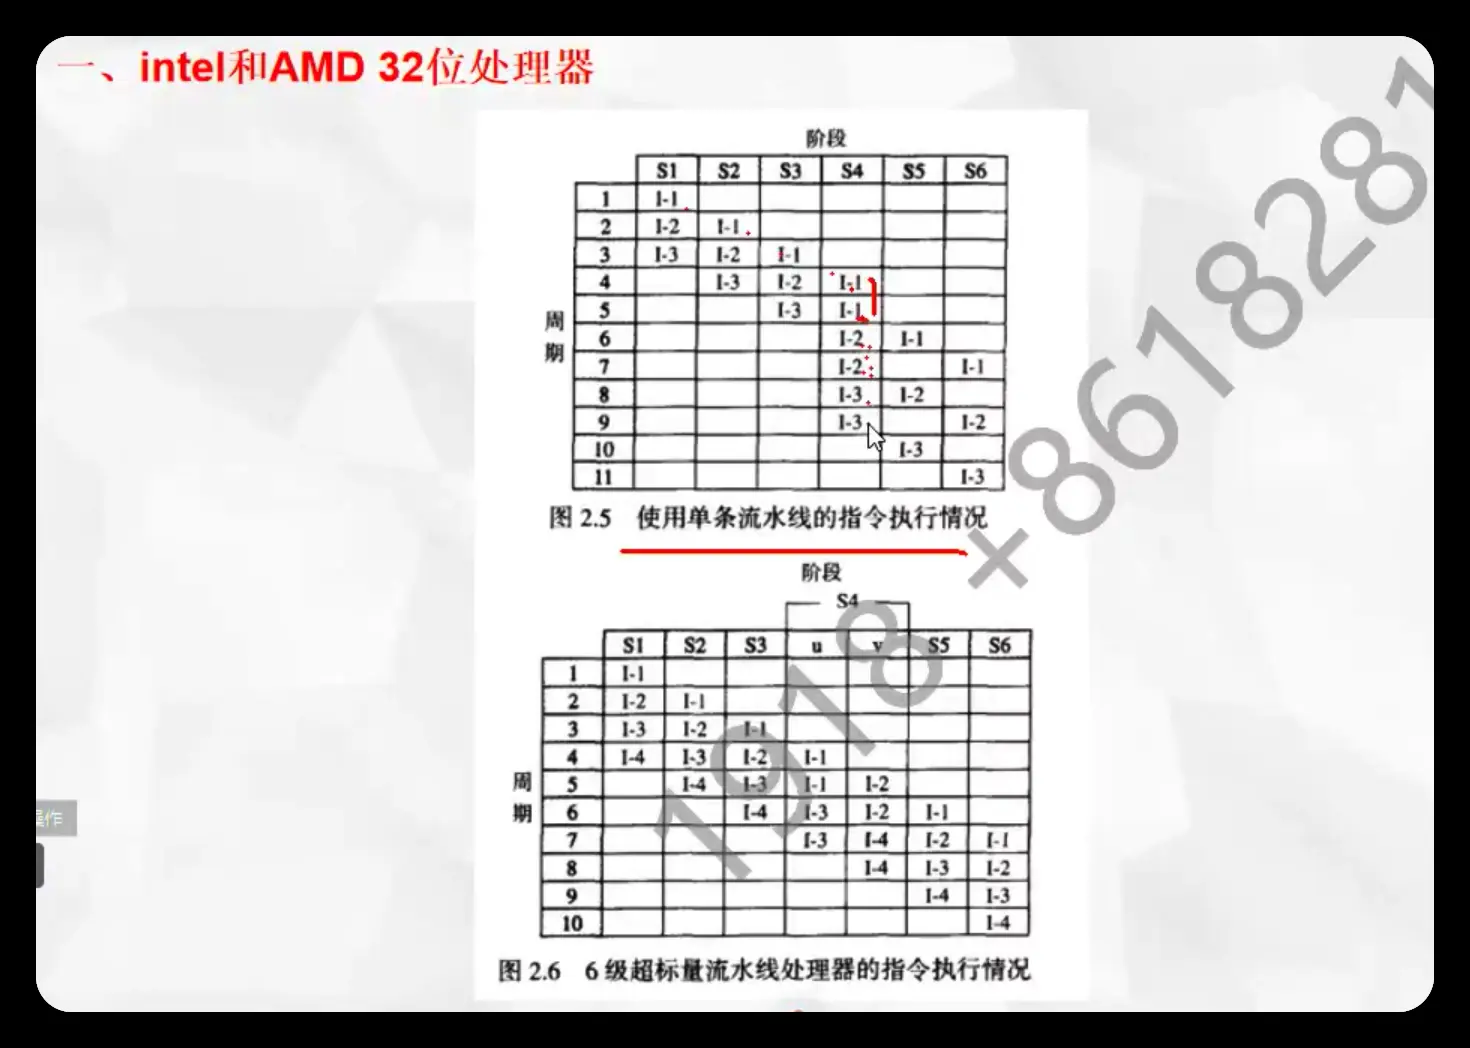 一、intel和AMD 32位处理器
阶段
S1 S2 S3 S4 S5 S6
1 I-1
2 I-2 I-1
3 I-3 I-2 I-1
4 I-3 I-2 I-1
5 I-3 I-1
6 I-2 I-1
7 I-2 I-1
8 I-3 I-2
9 I-3 I-2
10 I-3
11 I-3
周期
图 2.5 使用单条流水线的指令执行情况
阶段
S4
S1 S2 S3 u v S5 S6
1 I-1
2 I-2 I-1
3 I-3 I-2 I-1
4 I-4 I-3 I-2 I-1
5 I-4 I-3 I-1 I-2
6 I-4 I-3 I-2 I-1
7 I-3 I-4 I-2 I-1
8 I-4 I-3 I-2
9 I-4 I-3
10 I-4
周期
图 2.6 6 级超标量流水线处理器的指令执行情况
操作
1918 +8618281